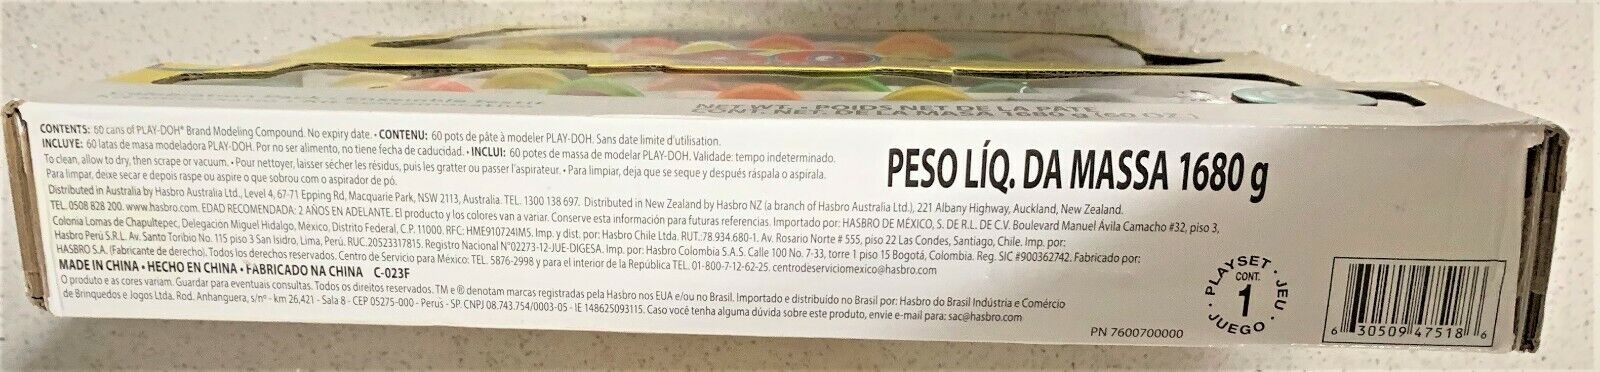 NET WT. • POIDS NET DE LA PÂTE
CONT. NET. DE LA MASA 1680 g (60 OZ.)
CONTENTS: 60 cans of PLAY-DOH® Brand Modeling Compound. No expiry date. • CONTENU: 60 pots de pâte à modeler PLAY-DOH. Sans date limite d'utilisation.
INCLUYE: 60 latas de masa modeladora PLAY-DOH. Por no ser alimento, no tiene fecha de caducidad. • INCLUI: 60 potes de massa de modelar PLAY-DOH. Validade: tempo indeterminado.
To clean, allow to dry, then scrape or vacuum. • Pour nettoyer, laisser sécher les résidus, puis les gratter ou passer l'aspirateur. • Para limpiar, deja que se seque y después ráspala o aspírala.
Para limpar, deixe secar e depois raspe ou aspire o que sobrou com o aspirador de pó.
PESO LÍQ. DA MASSA 1680 g
Distributed in Australia by Hasbro Australia Ltd., Level 4, 67-71 Epping Rd, Macquarie Park, NSW 2113, Australia. TEL. 1300 138 697. Distributed in New Zealand by Hasbro NZ (a branch of Hasbro Australia Ltd.), 221 Albany Highway, Auckland, New Zealand.
TEL. 0508 828 200. www.hasbro.com. EDAD RECOMENDADA: 2 AÑOS EN ADELANTE. El producto y los colores van a variar. Conserve esta información para futuras referencias. Importado por: HASBRO DE MÉXICO, S. DE R.L. DE C.V. Boulevard Manuel Ávila Camacho #32, piso 3,
Colonia Lomas de Chapultepec, Delegación Miguel Hidalgo, México, Distrito Federal, C.P. 11000. RFC: HME910724IM5. Imp. y dist. por: Hasbro Chile Ltda. RUT.:78.934.680-1. Av. Rosario Norte # 555, piso 22 Las Condes, Santiago, Chile. Imp. por:
Hasbro Perú S.R.L. Av. Santo Toribio No. 115 piso 3 San Isidro, Lima, Perú. RUC.20523317815. Registro Nacional N°02273-12-JUE-DIGESA. Imp. por: Hasbro Colombia S.A.S. Calle 100 No. 7-33, torre 1 piso 15 Bogotá, Colombia. Reg. SIC #900362742. Fabricado por:
HASBRO S.A. (Fabricante de derecho). Todos los derechos reservados. Centro de Servicio para México: TEL. 5876-2998 y para el interior de la República TEL. 01-800-7-12-62-25. centrodeserviciomexico@hasbro.com
MADE IN CHINA • HECHO EN CHINA • FABRICADO NA CHINA C-023F
O produto e as cores variam. Guardar para eventuais consultas. Todos os direitos reservados. TM e ® denotam marcas registradas pela Hasbro nos EUA e/ou no Brasil. Importado e distribuído no Brasil por: Hasbro do Brasil Indústria e Comércio
de Brinquedos e Jogos Ltda. Rod. Anhanguera, s/nº - km 26,421 - Sala 8 - CEP 05275-000 - Perus - SP. CNPJ 08.743.754/0003-05 - IE 148625093115. Caso você tenha alguma dúvida sobre este produto, envie e-mail para: sac@hasbro.com
PN 7600700000
PLAYSET • JEU • JUEGO •
CONT.
1
6 30509 47518 6